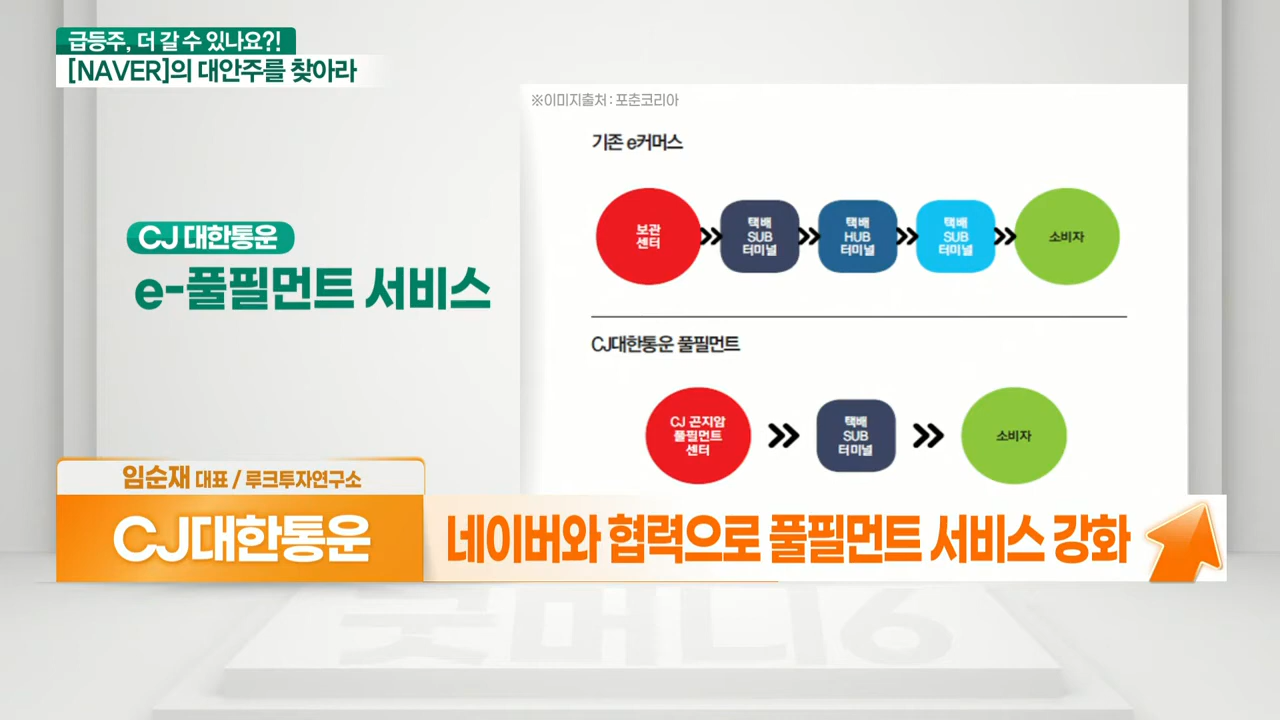 급등주, 더 갈 수 있나요?!
[NAVER]의 대안주를 찾아라
※이미지출처 : 포춘코리아
기존 e커머스
보관
센터
택배
SUB
터미널
택배
HUB
터미널
택배
SUB
터미널
소비자
CJ 대한통운
e-풀필먼트 서비스
CJ대한통운 풀필먼트
CJ 곤지암
풀필먼트
센터
택배
SUB
터미널
소비자
임순재 대표 / 루크투자연구소
CJ대한통운
네이버와 협력으로 풀필먼트 서비스 강화
굿머니6